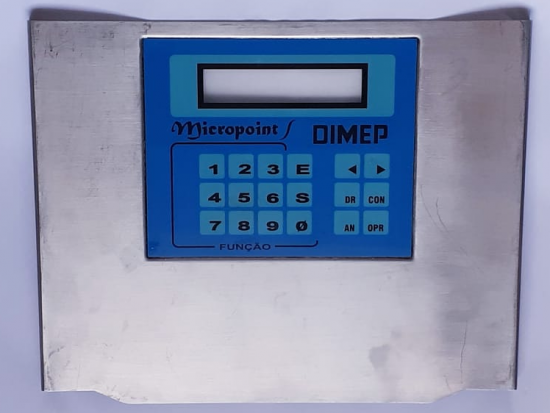 Micropoint S DIMEP
1 2 3 E ◄ ►
4 5 6 S DR CON
7 8 9 Ø AN OPR
FUNÇÃO